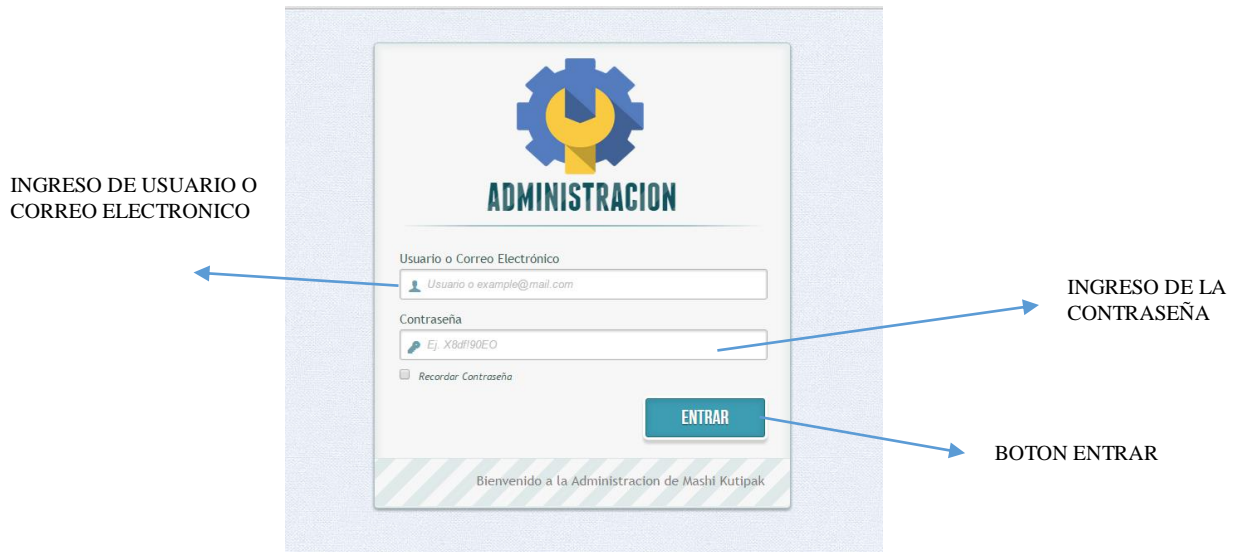 ADMINISTRACION
INGRESO DE USUARIO O
CORREO ELECTRONICO
Usuario o Correo Electrónico
Usuario o example@mail.com
INGRESO DE LA
CONTRASEÑA
Contraseña
Ej. X8df!90EO
Recordar Contraseña
ENTRAR
BOTON ENTRAR
Bienvenido a la Administracion de Mashi Kutipak